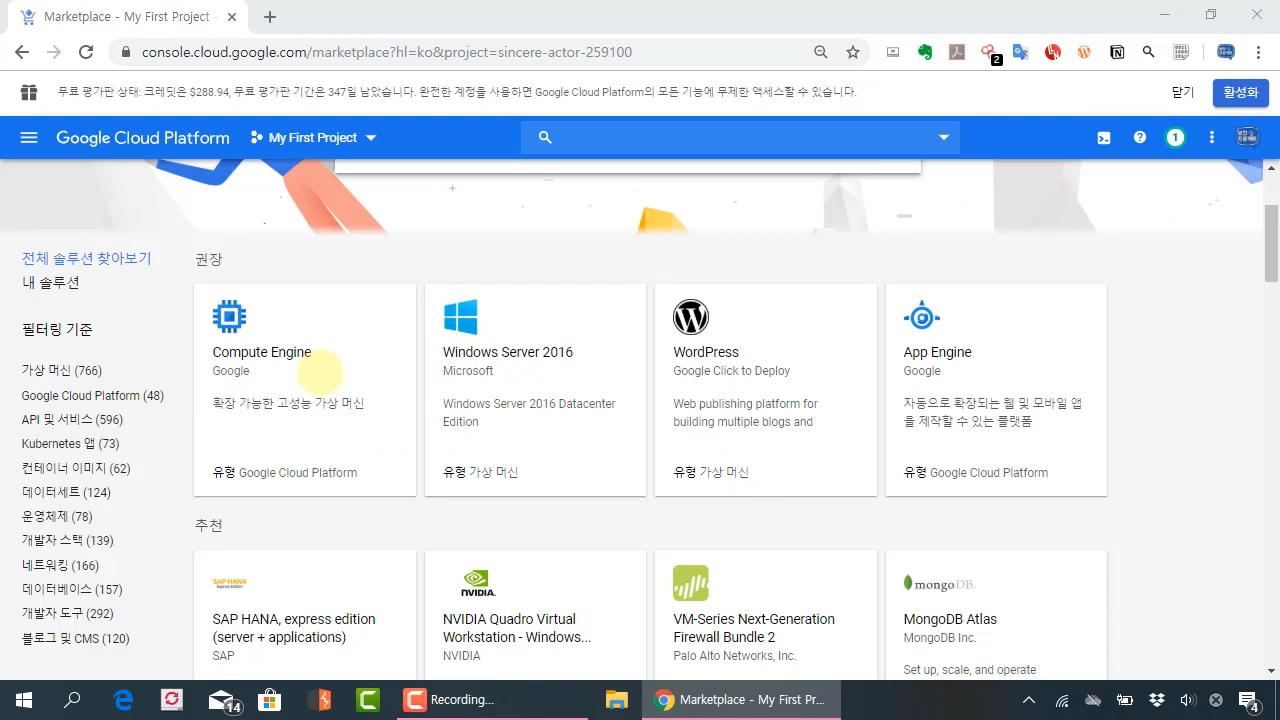 Marketplace - My First Project -
console.cloud.google.com/marketplace?hl=ko&project=sincere-actor-259100
2
무료 평가판 상태: 크레딧은 $288.94, 무료 평가판 기간은 347일 남았습니다. 완전한 계정을 사용하면 Google Cloud Platform의 모든 기능에 무제한 액세스할 수 있습니다.
닫기
활성화
Google Cloud Platform
My First Project
1
전체 솔루션 찾아보기
내 솔루션
필터링 기준
가상 머신 (766)
Google Cloud Platform (48)
API 및 서비스 (596)
Kubernetes 앱 (73)
컨테이너 이미지 (62)
데이터세트 (124)
운영체제 (78)
개발자 스택 (139)
네트워킹 (166)
데이터베이스 (157)
개발자 도구 (292)
블로그 및 CMS (120)
권장
Compute Engine
Google
확장 가능한 고성능 가상 머신
유형 Google Cloud Platform
Windows Server 2016
Microsoft
Windows Server 2016 Datacenter
Edition
유형 가상 머신
WordPress
Google Click to Deploy
Web publishing platform for
building multiple blogs and
유형 가상 머신
App Engine
Google
자동으로 확장되는 웹 및 모바일 앱
을 제작할 수 있는 플랫폼
유형 Google Cloud Platform
추천
SAP HANA
SAP HANA, express edition
(server + applications)
SAP
NVIDIA.
NVIDIA Quadro Virtual
Workstation - Windows...
NVIDIA
VM-Series Next-Generation
Firewall Bundle 2
Palo Alto Networks, Inc.
mongoDB.
MongoDB Atlas
MongoDB Inc.
Set up, scale, and operate
14
Recording...
Marketplace - My First Pr...
4